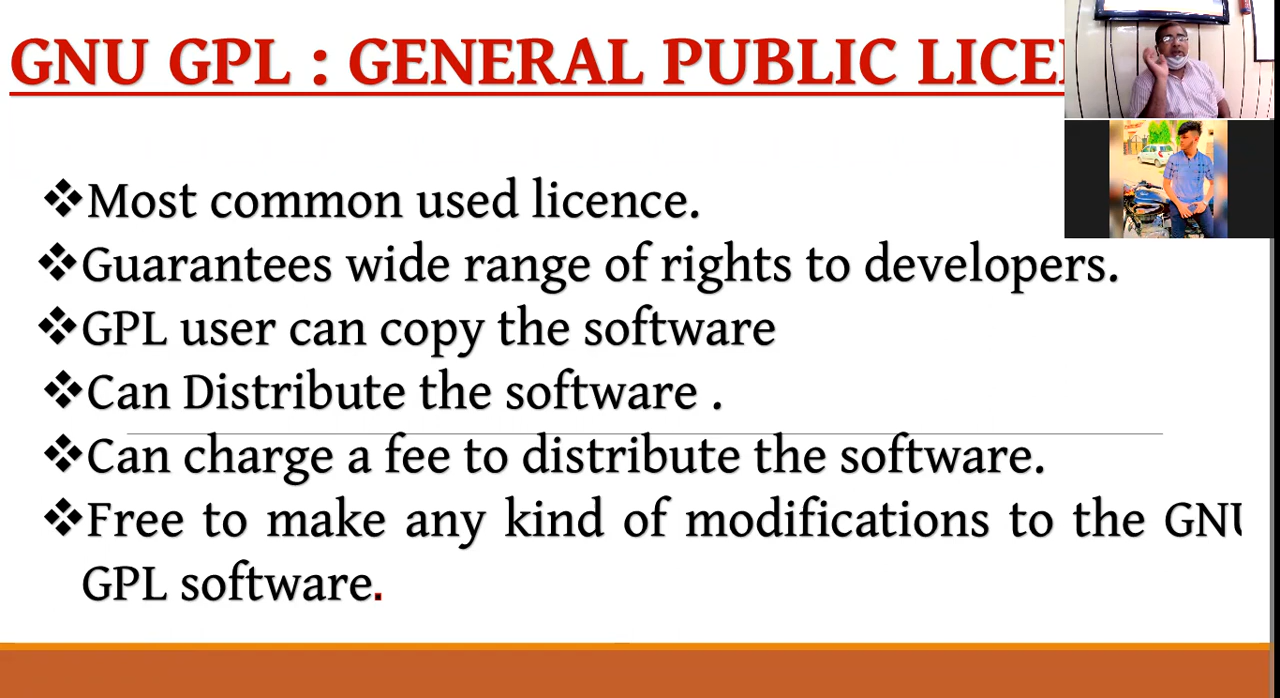 GNU GPL : GENERAL PUBLIC
Most common used licence.
Guarantees wide range of rights to developers.
GPL user can copy the software
Can Distribute the software .
Can charge a fee to distribute the software.
Free to make any kind of modifications to the GNU
GPL software.